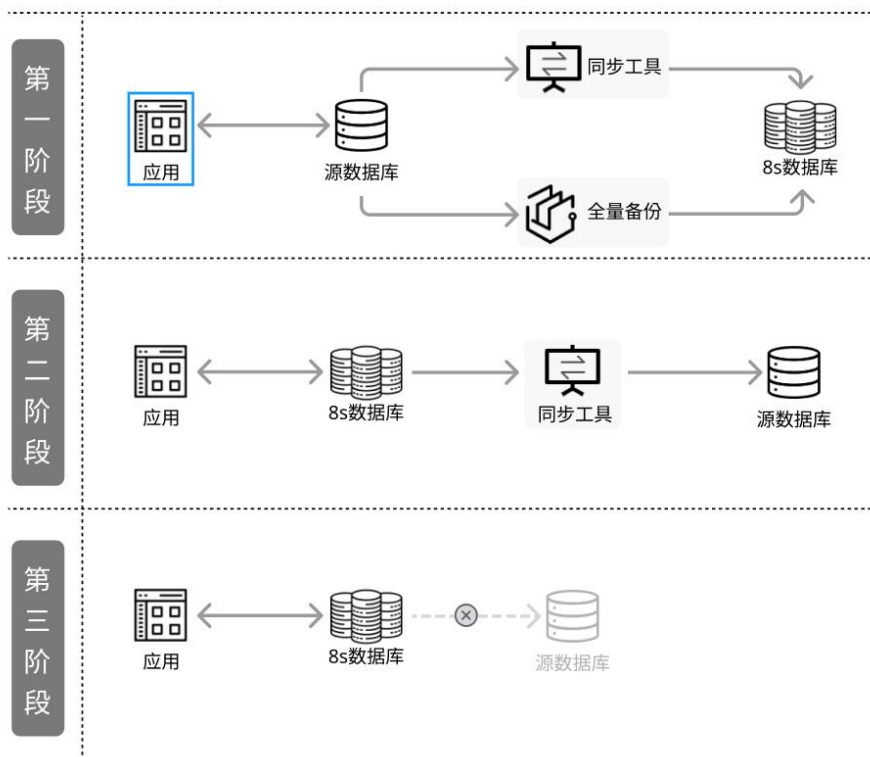 第一阶段
同步工具
应用
源数据库
8s数据库
全量备份
第二阶段
应用
8s数据库
同步工具
源数据库
第三阶段
应用
8s数据库
源数据库